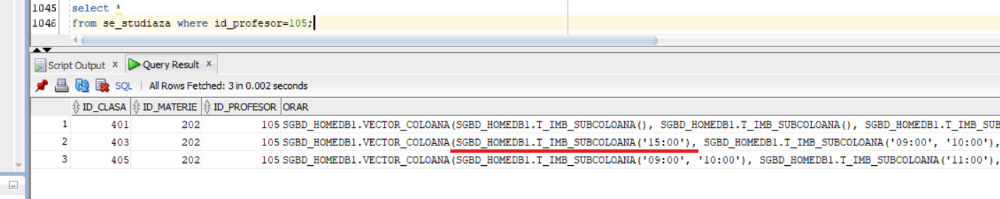 1045 select *
1046 from se_studiaza where id_profesor=105;
Script Output x Query Result x
SQL | All Rows Fetched: 3 in 0.002 seconds
ID_CLASA ID_MATERIE ID_PROFESOR ORAR
1 401 202 105 SGBD_HOMEDB1.VECTOR_COLOANA(SGBD_HOMEDB1.T_IMB_SUBCOLOANA(), SGBD_HOMEDB1.T_IMB_SUBCOLOANA(), SGBD_HOMEDB1.T_IMB_SUB
2 403 202 105 SGBD_HOMEDB1.VECTOR_COLOANA(SGBD_HOMEDB1.T_IMB_SUBCOLOANA('15:00'), SGBD_HOMEDB1.T_IMB_SUBCOLOANA('09:00', '10:00'),
3 405 202 105 SGBD_HOMEDB1.VECTOR_COLOANA(SGBD_HOMEDB1.T_IMB_SUBCOLOANA('09:00', '10:00'), SGBD_HOMEDB1.T_IMB_SUBCOLOANA('11:00'),